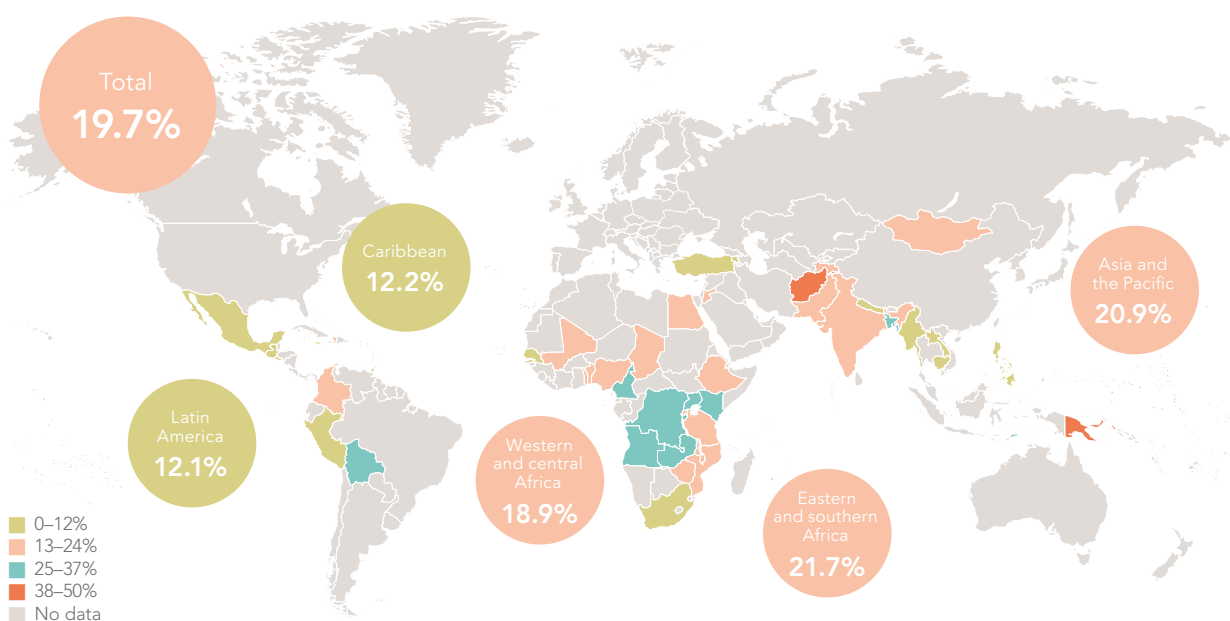 Total
19.7%
Caribbean
12.2%
Asia and
the Pacific
20.9%
Latin
America
12.1%
Western
and central
Africa
18.9%
Eastern
and southern
Africa
21.7%
0–12%
13–24%
25–37%
38–50%
No data